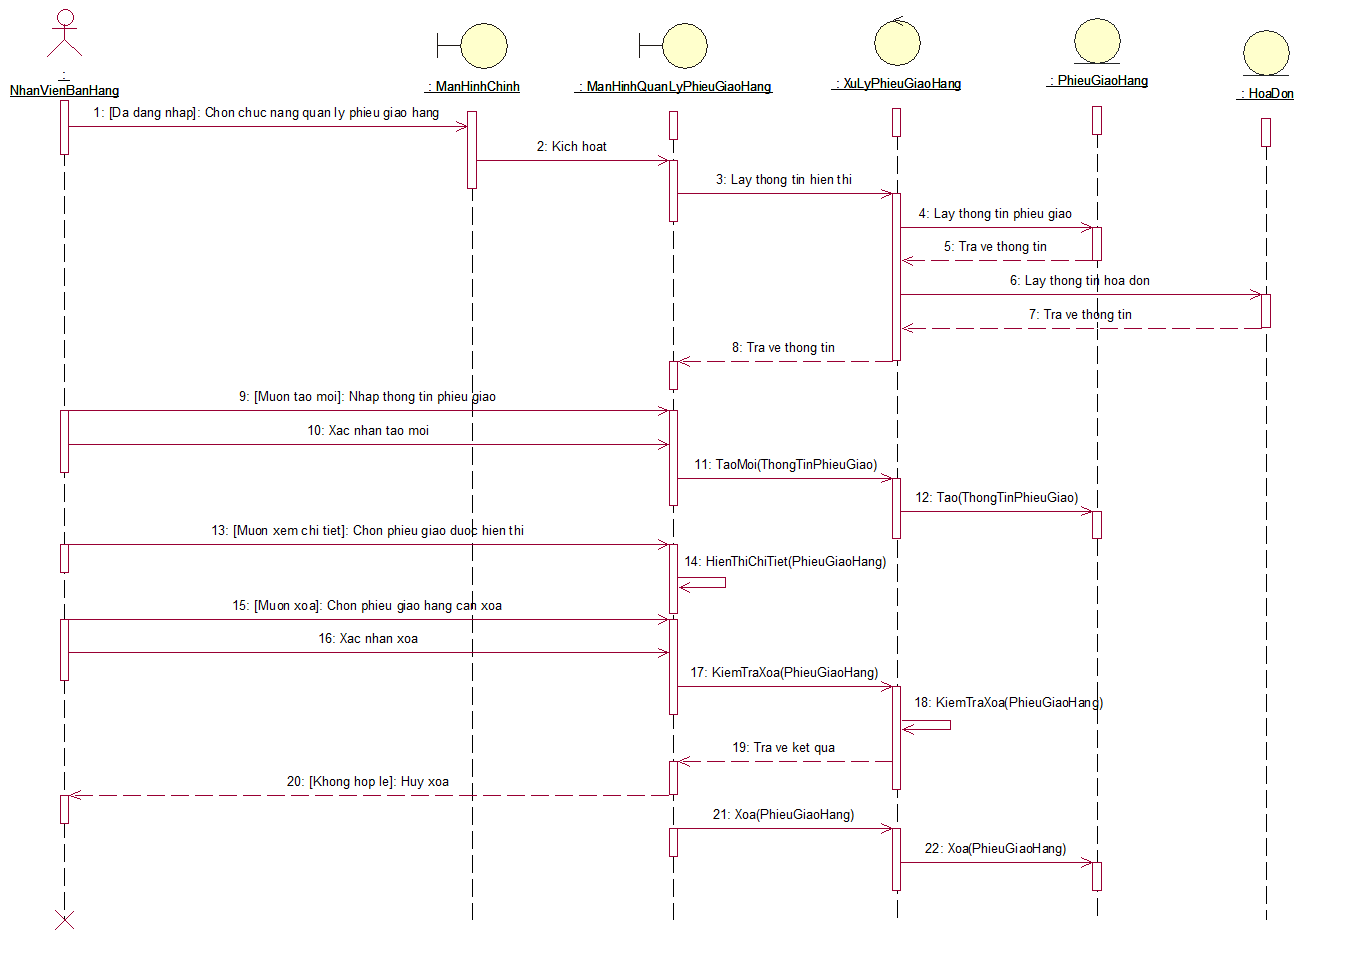 :
NhanVienBanHang
: ManHinhChinh
: ManHinhQuanLyPhieuGiaoHang
: XuLyPhieuGiaoHang
: PhieuGiaoHang
: HoaDon
1: [Da dang nhap]: Chon chuc nang quan ly phieu giao hang
2: Kich hoat
3: Lay thong tin hien thi
4: Lay thong tin phieu giao
5: Tra ve thong tin
6: Lay thong tin hoa don
7: Tra ve thong tin
8: Tra ve thong tin
9: [Muon tao moi]: Nhap thong tin phieu giao
10: Xac nhan tao moi
11: TaoMoi(ThongTinPhieuGiao)
12: Tao(ThongTinPhieuGiao)
13: [Muon xem chi tiet]: Chon phieu giao duoc hien thi
14: HienThiChiTiet(PhieuGiaoHang)
15: [Muon xoa]: Chon phieu giao hang can xoa
16: Xac nhan xoa
17: KiemTraXoa(PhieuGiaoHang)
18: KiemTraXoa(PhieuGiaoHang)
19: Tra ve ket qua
20: [Khong hop le]: Huy xoa
21: Xoa(PhieuGiaoHang)
22: Xoa(PhieuGiaoHang)